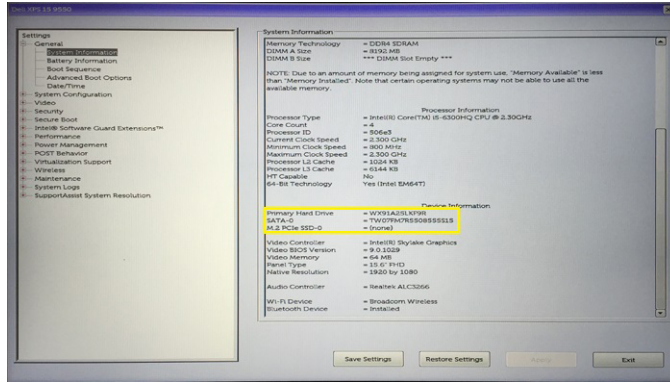 Dell XPS 15 9550
Settings
General
System Information
Battery Information
Boot Sequence
Advanced Boot Options
Date/Time
System Configuration
Video
Security
Secure Boot
Intel® Software Guard Extensions™
Performance
Power Management
POST Behavior
Virtualization Support
Wireless
Maintenance
System Logs
SupportAssist System Resolution
System Information
Memory Technology = DDR4 SDRAM
DIMM A Size = 8192 MB
DIMM B Size *** DIMM Slot Empty ***
NOTE: Due to an amount of memory being assigned for system use, "Memory Available" is less
than "Memory Installed". Note that certain operating systems may not be able to use all the
available memory.
Processor Information
Processor Type = Intel(R) Core(TM) i5-6300HQ CPU @ 2.30GHz
Core Count = 4
Processor ID = 506e3
Current Clock Speed = 2.300 GHz
Minimum Clock Speed = 800 MHz
Maximum Clock Speed = 2.300 GHz
Processor L2 Cache = 1024 KB
Processor L3 Cache = 6144 KB
HT Capable No
64-Bit Technology Yes (Intel EM64T)
Device Information
Primary Hard Drive
SATA-0
M.2 PCIe SSD-0 = (none)
Video Controller = Intel(R) Skylake Graphics
Video BIOS Version = 9.0.1029
Video Memory = 64 MB
Panel Type = 15.6" FHD
Native Resolution = 1920 by 1080
Audio Controller = Realtek ALC3266
Wi-Fi Device = Broadcom Wireless
Bluetooth Device = Installed
Save Settings
Restore Settings
Apply
Exit